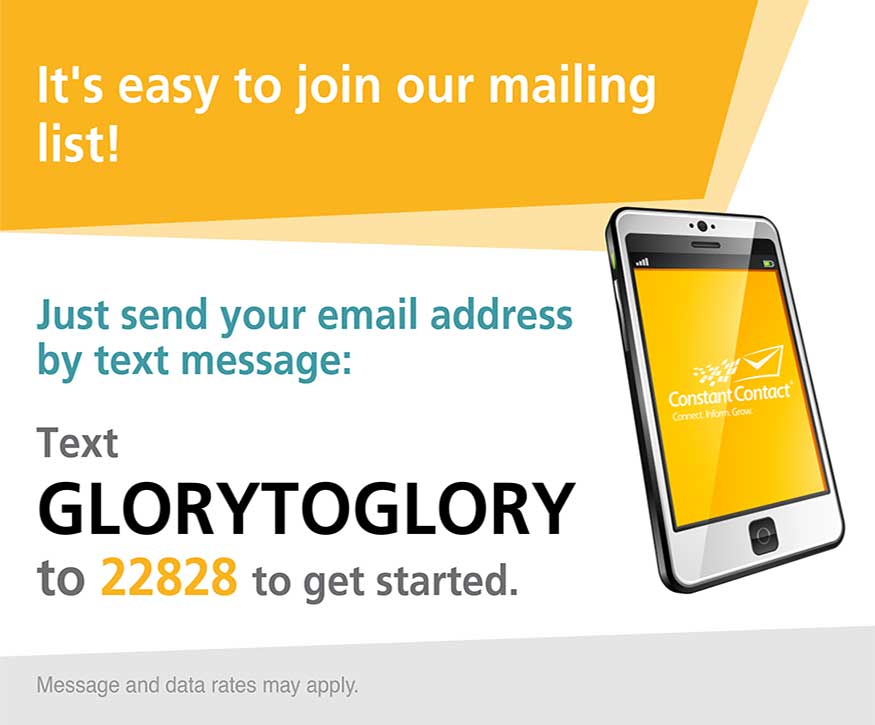 It's easy to join our mailing
list!
Just send your email address
by text message:
Text
GLORYTOGLORY
to 22828 to get started.
Constant Contact®
Connect. Inform. Grow.
Message and data rates may apply.